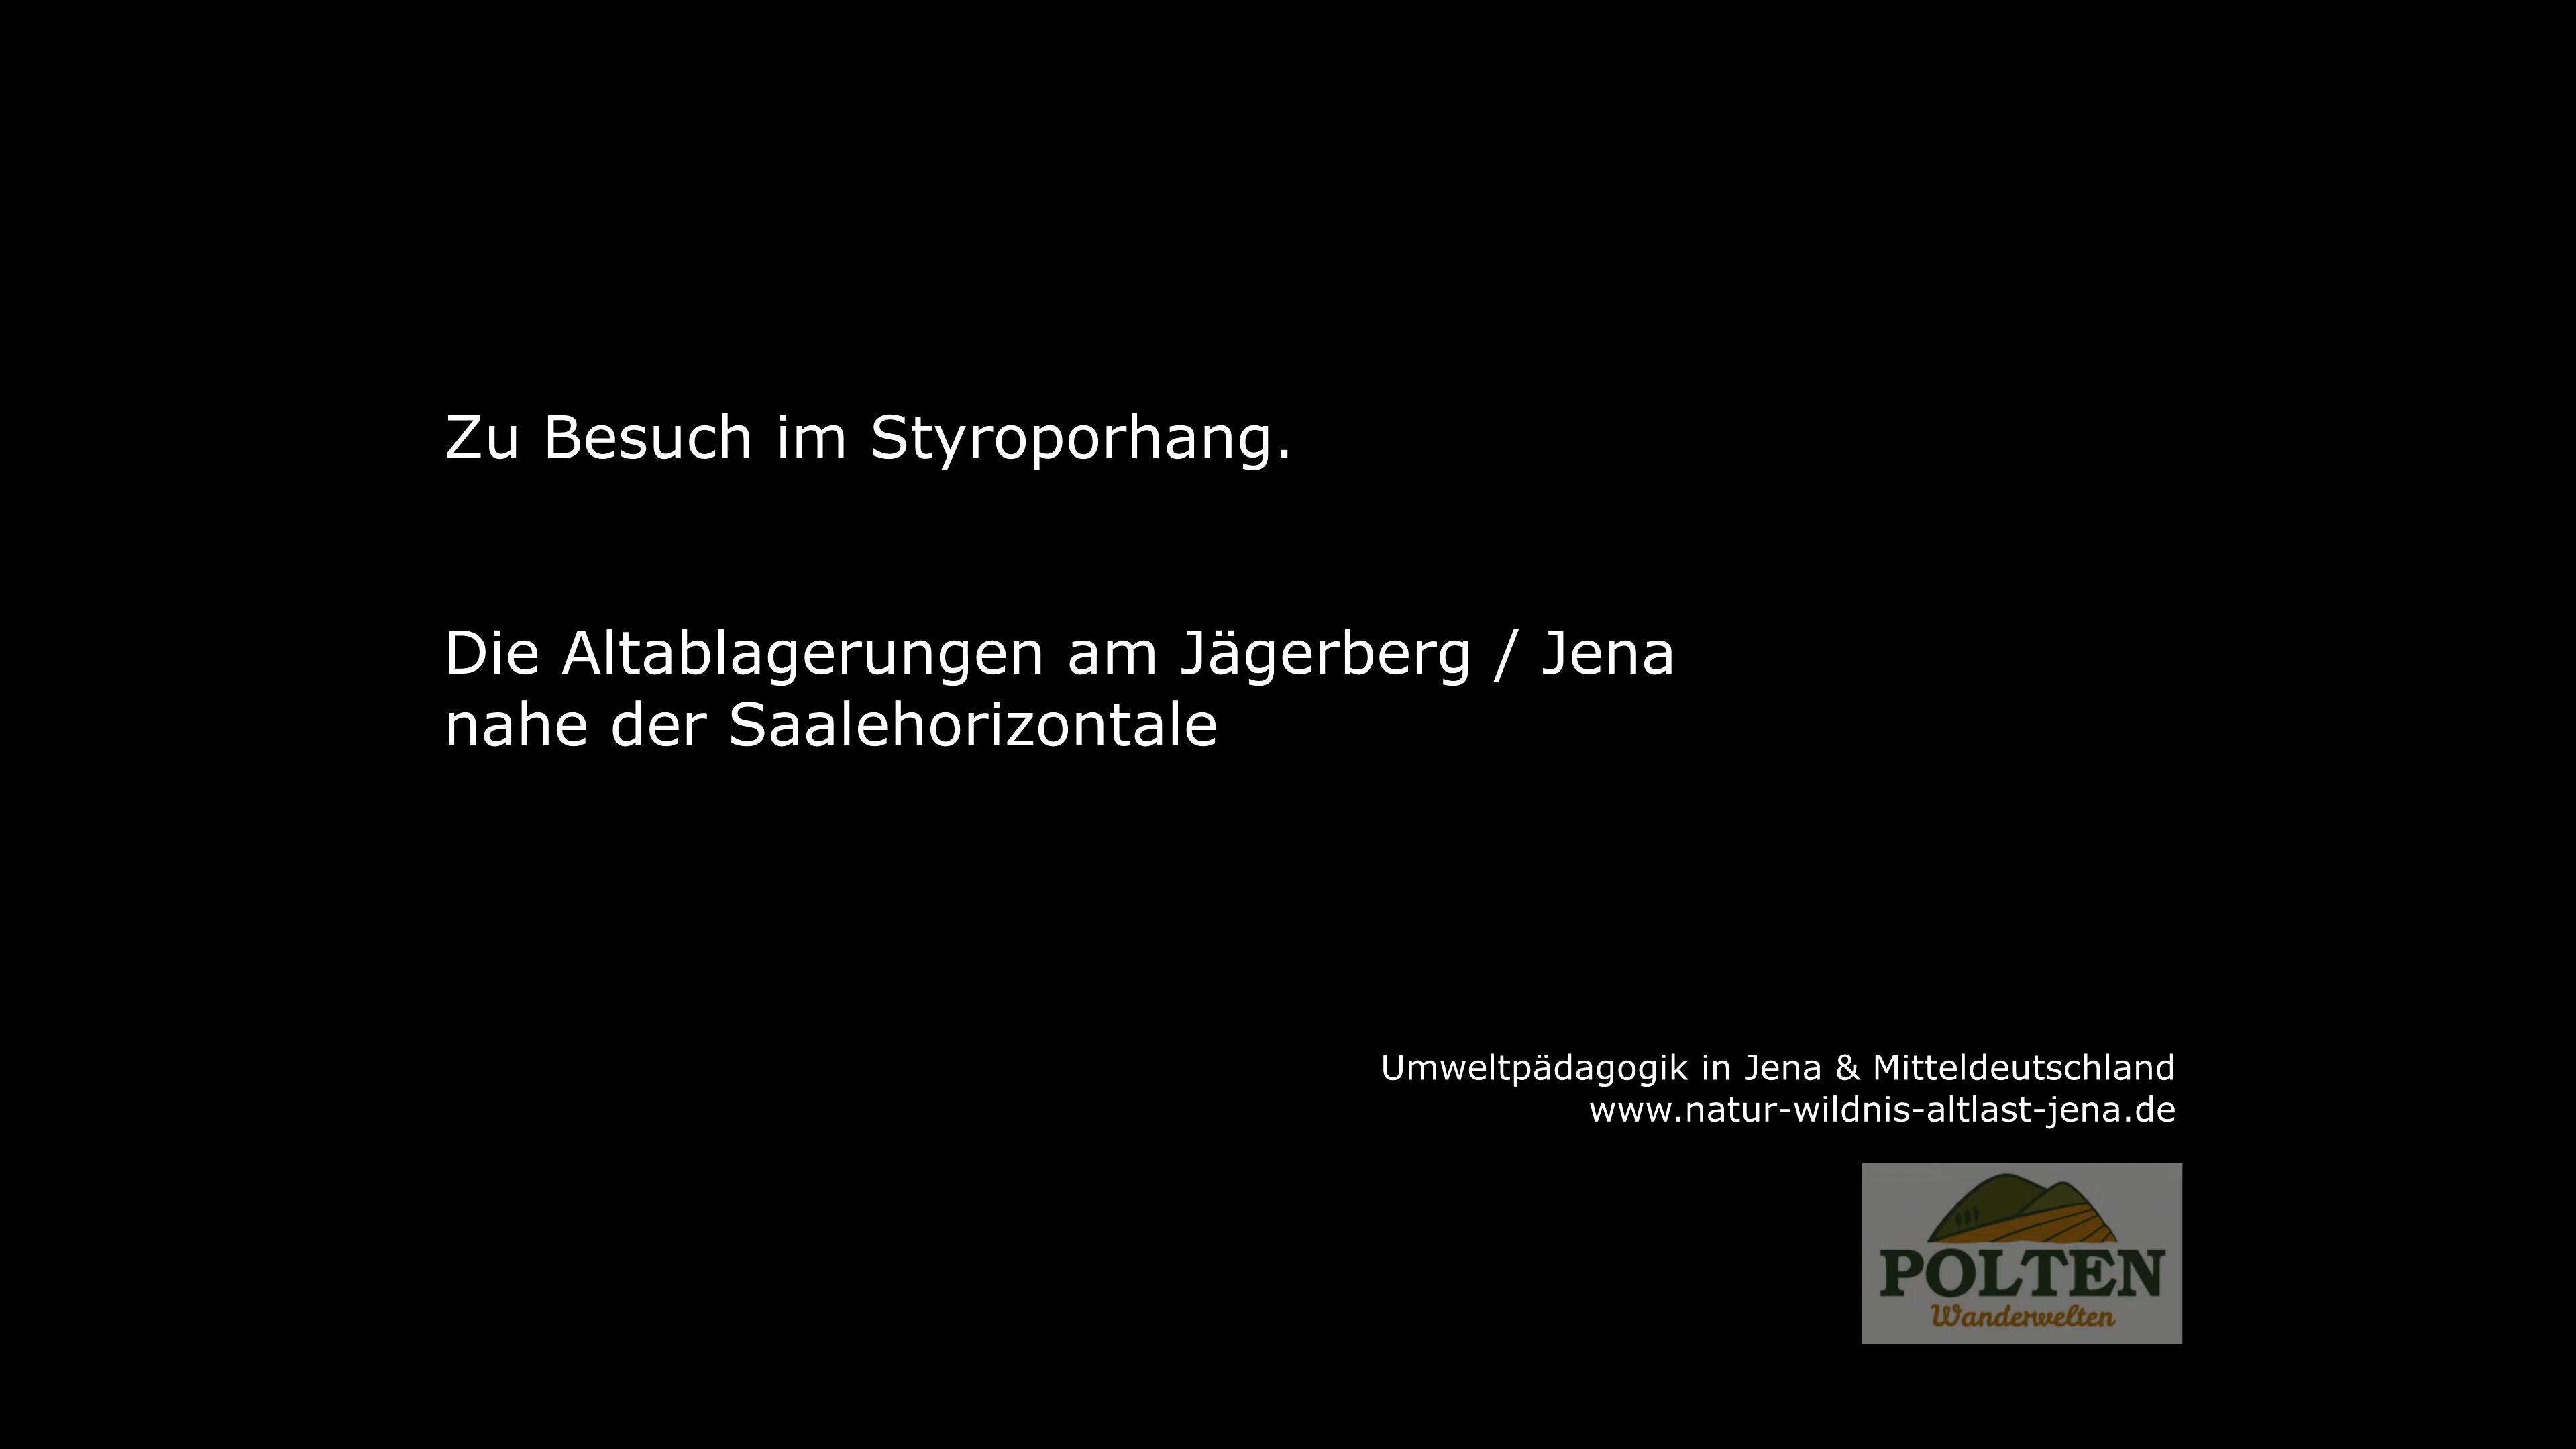 Zu Besuch im Styroporhang.
Die Altablagerungen am Jägerberg / Jena
nahe der Saalehorizontale
Umweltpädagogik in Jena & Mitteldeutschland
www.natur-wildnis-altlast-jena.de
POLTEN
Wanderwelten